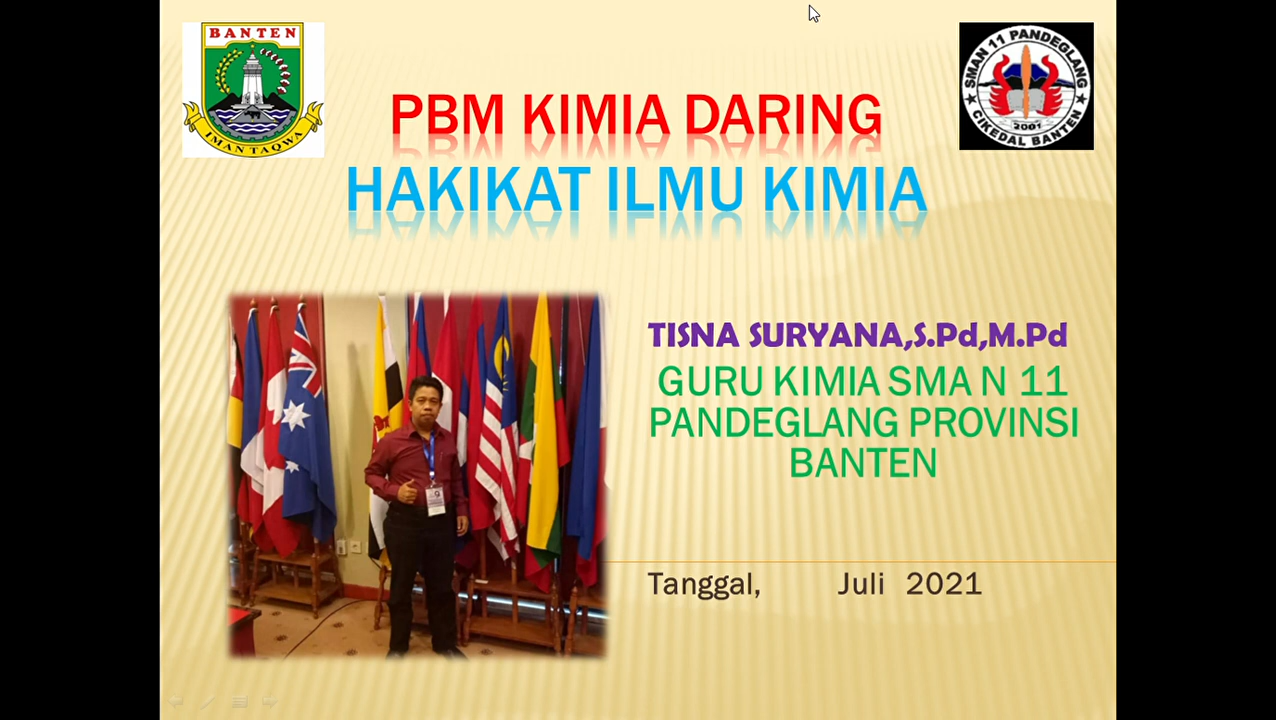 BANTEN
IMAN TAQWA
SMAN 11 PANDEGLANG
2001
CIKEDAL BANTEN
PBM KIMIA DARING
HAKIKAT ILMU KIMIA
TISNA SURYANA,S.Pd,M.Pd
GURU KIMIA SMA N 11
PANDEGLANG PROVINSI
BANTEN
Tanggal, Juli 2021